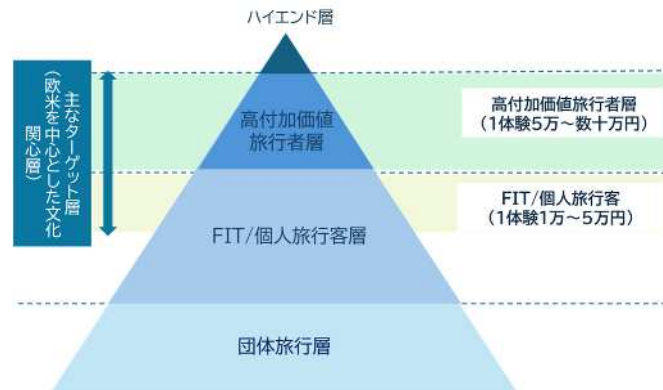 ハイエンド層
主なターゲット層
(欧米を中心とした文化
関心層)
高付加価値
旅行者層
高付加価値旅行者層
(1体験5万~数十万円)
FIT/個人旅行客
(1体験1万~5万円)
FIT/個人旅行客層
団体旅行層